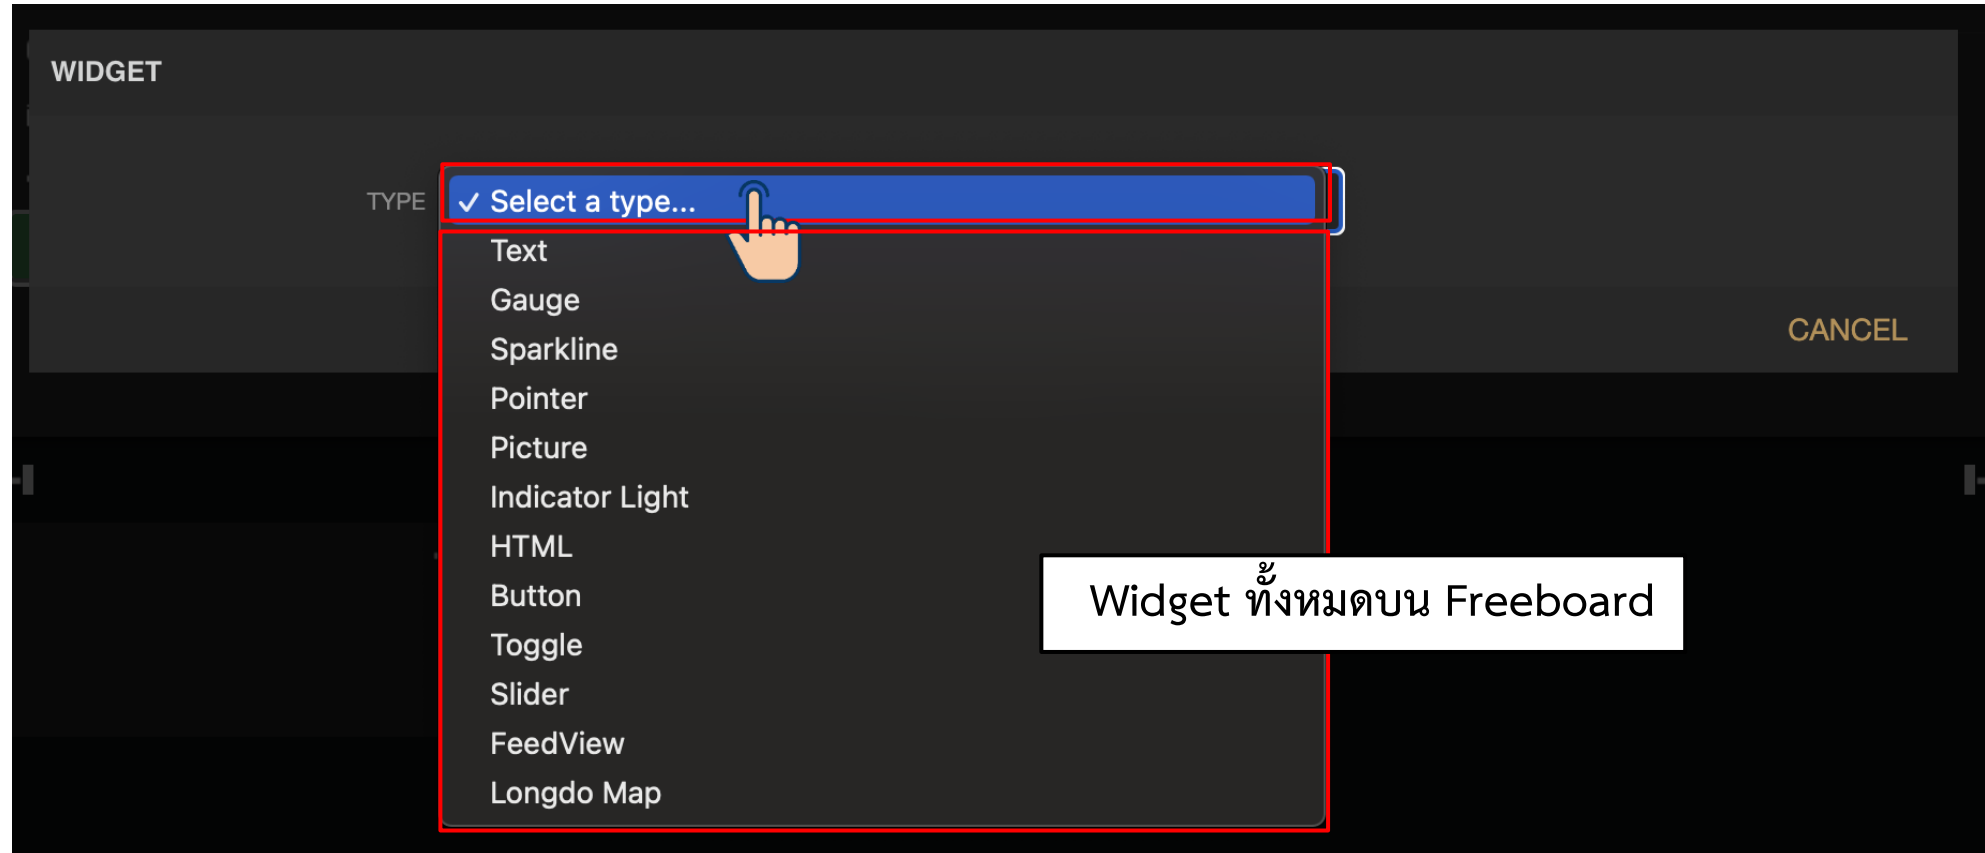 WIDGET
TYPE
✓ Select a type...
Text
Gauge
Sparkline
Pointer
Picture
Indicator Light
HTML
Button
Toggle
Slider
FeedView
Longdo Map
CANCEL
Widget ทั้งหมดบน Freeboard